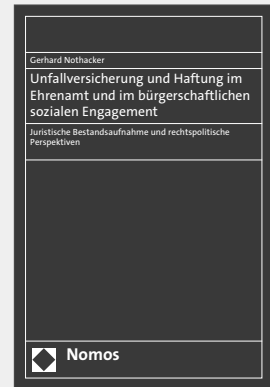 Gerhard Nothacker
Unfallversicherung und Haftung im
Ehrenamt und im bürgerschaftlichen
sozialen Engagement
Juristische Bestandsaufnahme und rechtspolitische
Perspektiven
Nomos